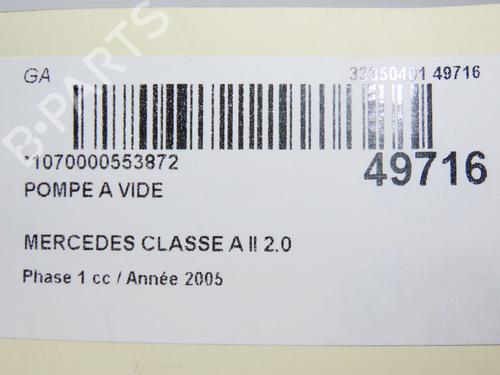 GA 33350401 49716
*1070000553872 49716
POMPE A VIDE
MERCEDES CLASSE A II 2.0
Phase 1 cc / Année 2005
B-PARTS